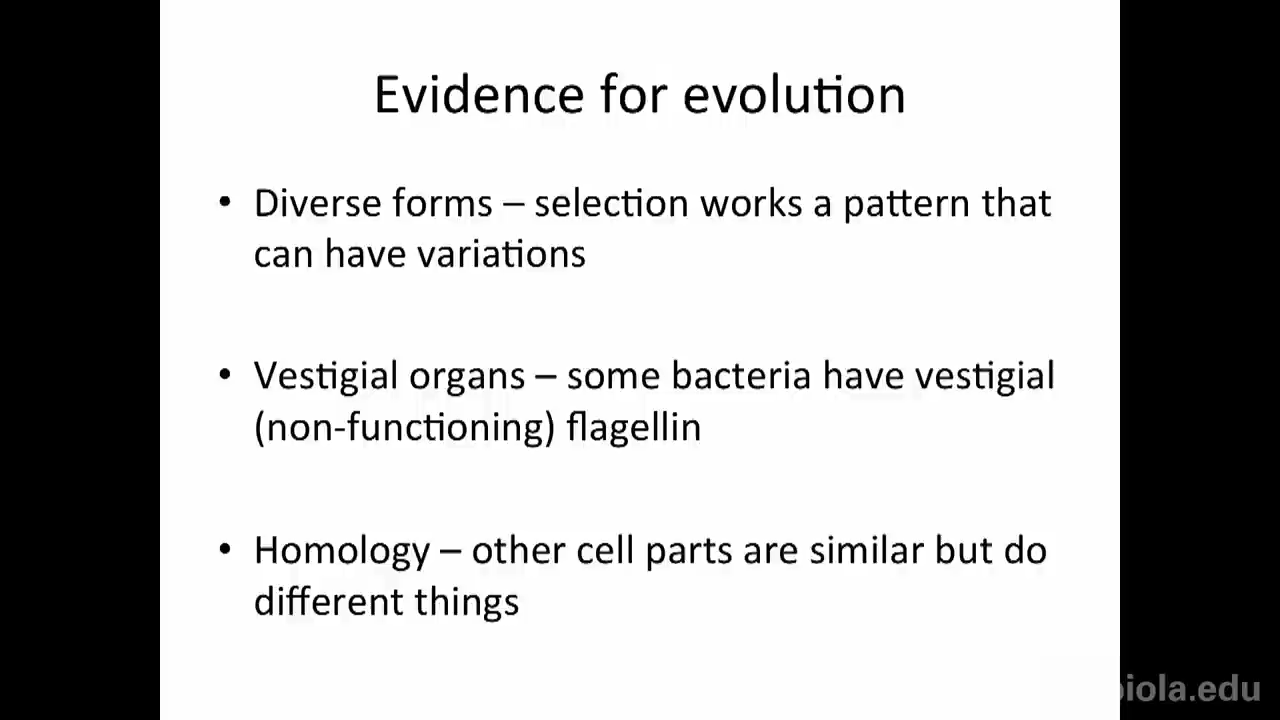 Evidence for evolution
• Diverse forms – selection works a pattern that
can have variations
• Vestigial organs – some bacteria have vestigial
(non-functioning) flagellin
• Homology – other cell parts are similar but do
different things
biola.edu